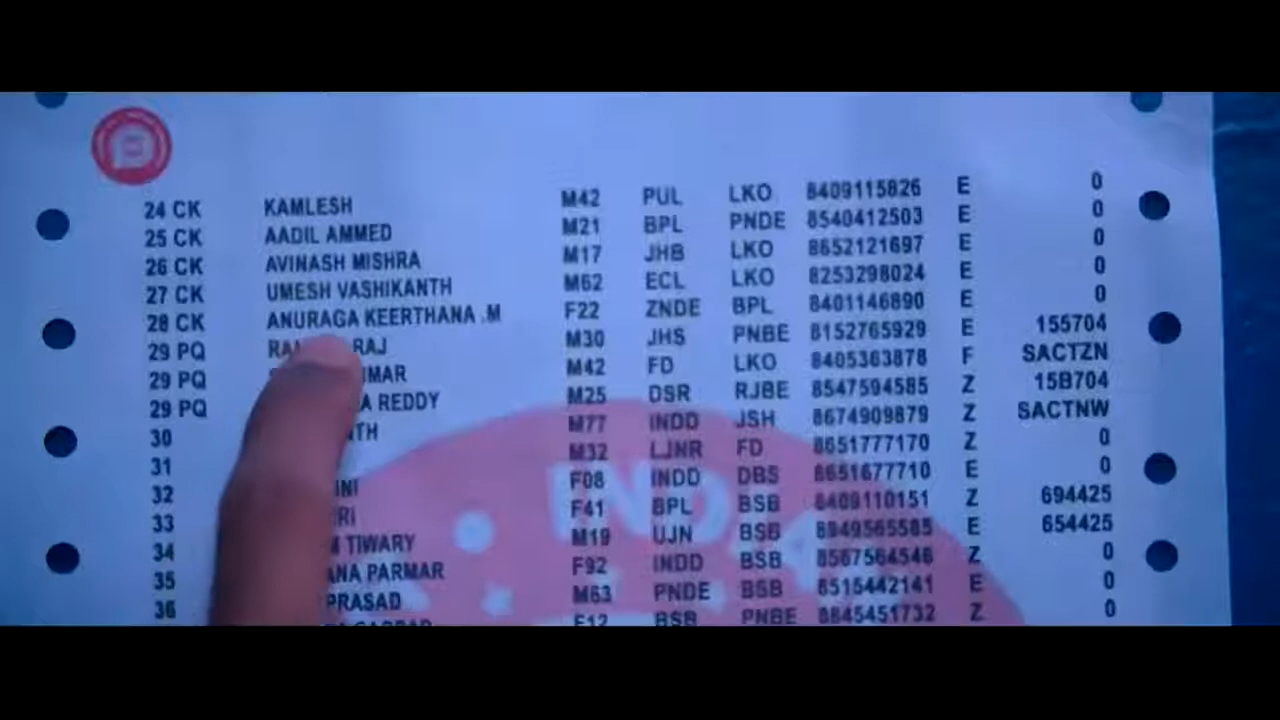 24 CK KAMLESH M42 PUL LKO 8409115826 E 0
25 CK AADIL AMMED M21 BPL PNDE 8540412503 E 0
26 CK AVINASH MISHRA M17 JHB LKO 8652121697 E 0
27 CK UMESH VASHIKANTH M62 ECL LKO 8253298024 E 0
28 CK ANURAGA KEERTHANA .M F22 ZNDE BPL 8401146890 E 0
29 PQ RAJ M30 JHS PNBE 8152765929 E 155704
29 PQ M42 FD LKO 8405363878 F SACTZN
29 PQ REDDY M25 DSR RJBE 8547594585 Z 15B704
30 M77 INDD JSH 8674909879 Z SACTNW
31 M32 LJNR FD 8651777170 Z 0
32 F08 INDD DBS 8651677710 E 0
33 F41 BPL BSB 8409110151 Z 694425
34 TIWARY M19 UJN BSB 8949565585 E 654425
35 PARMAR F92 INDD BSB 8567564546 Z 0
36 PRASAD M63 PNDE BSB 8515442141 E 0
F12 BSB PNBE 8845451732 Z 0
IND